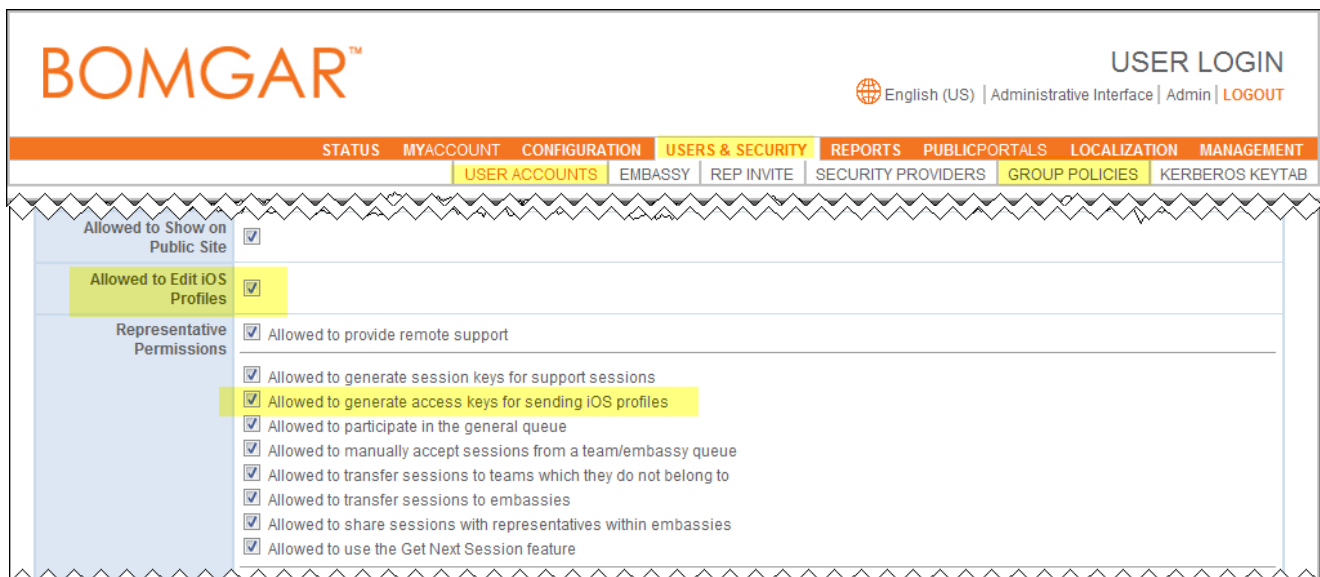 BOMGAR™
USER LOGIN
English (US) | Administrative Interface | Admin | LOGOUT
STATUS MYACCOUNT CONFIGURATION USERS & SECURITY REPORTS PUBLICPORTALS LOCALIZATION MANAGEMENT
USER ACCOUNTS EMBASSY REP INVITE SECURITY PROVIDERS GROUP POLICIES KERBEROS KEYTAB
Allowed to Show on
Public Site
Allowed to Edit iOS
Profiles
Representative
Permissions
Allowed to provide remote support
Allowed to generate session keys for support sessions
Allowed to generate access keys for sending iOS profiles
Allowed to participate in the general queue
Allowed to manually accept sessions from a team/embassy queue
Allowed to transfer sessions to teams which they do not belong to
Allowed to transfer sessions to embassies
Allowed to share sessions with representatives within embassies
Allowed to use the Get Next Session feature